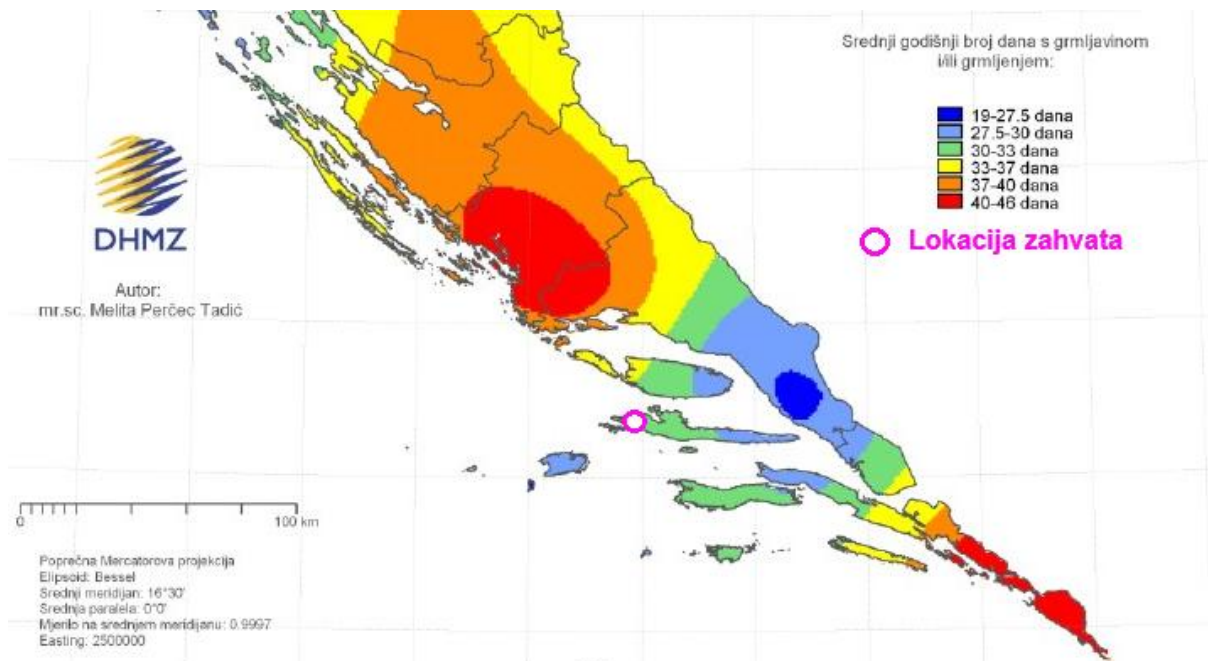 Srednji godišnji broj dana s grmljavinom
i/ili grmljenjem:
19-27.5 dana
27.5-30 dana
30-33 dana
33-37 dana
37-40 dana
40-46 dana
Lokacija zahvata
DHMZ
Autor:
mr.sc. Melita Perčec Tadić
0 100 km
Poprečna Mercatorova projekcija
Elipsoid: Bessel
Srednji meridijan: 16°30'
Srednja paralela: 0°0'
Mjerilo na srednjem meridijanu: 0.9997
Easting: 2500000